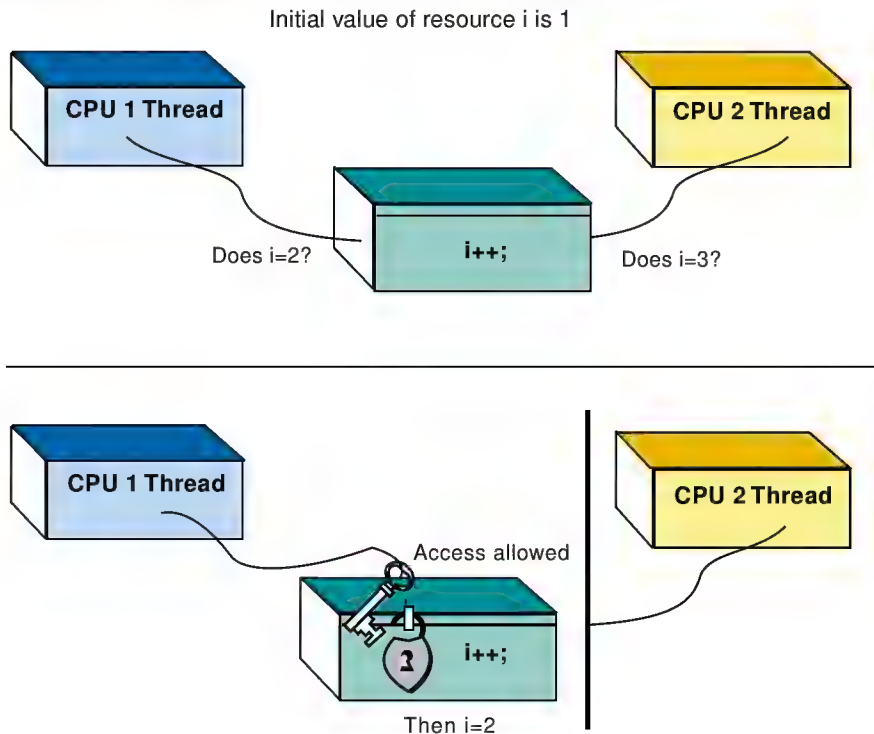 Initial value of resource i is 1
CPU 1 Thread
CPU 2 Thread
i++;
Does i=2?
Does i=3?
CPU 1 Thread
CPU 2 Thread
Access allowed
i++;
Then i=2